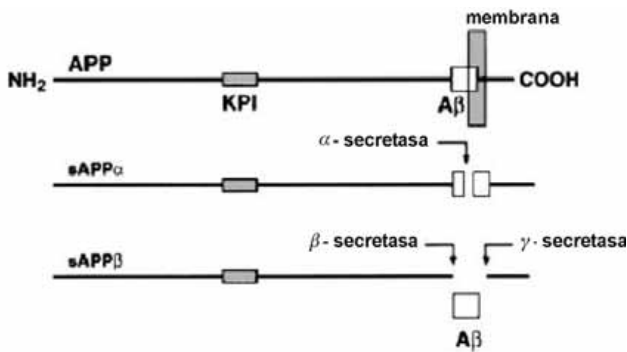 membrana
NH₂ APP COOH
KPI Aβ
α- secretasa
sAPPα
β- secretasa γ- secretasa
sAPPβ
Aβ